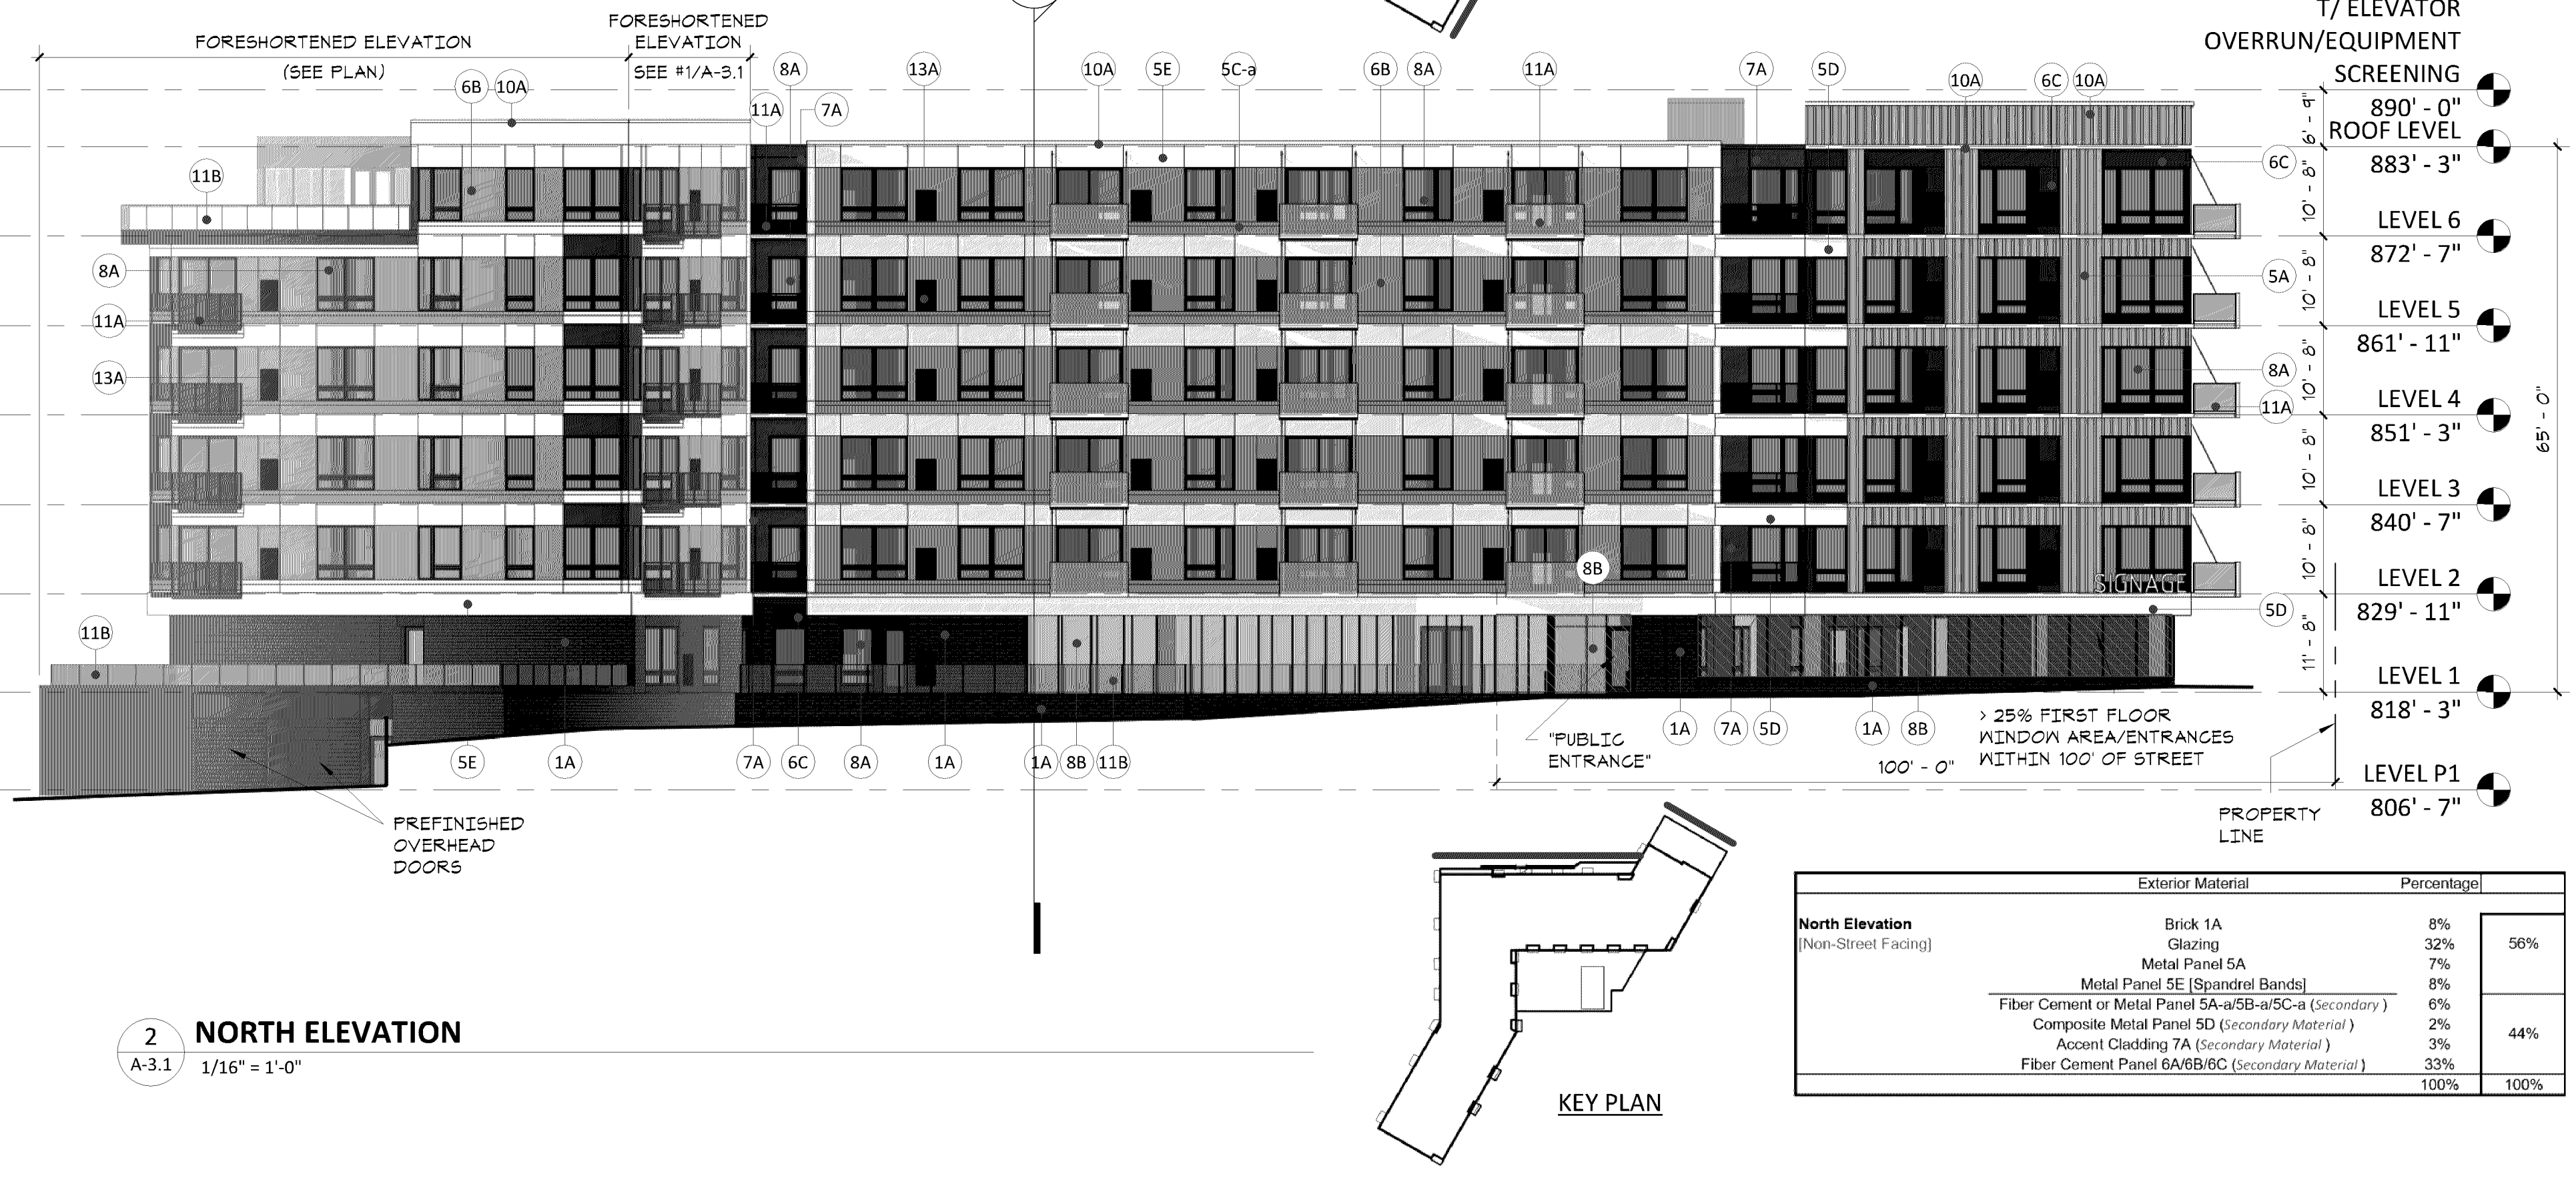 FORESHORTENED ELEVATION
(SEE PLAN)
FORESHORTENED
ELEVATION
SEE #1/A-3.1
6B
10A
8A
11A
7A
13A
10A
5E
5C-a
6B
8A
11A
7A
5D
10A
6C
10A
T/ ELEVATOR
OVERRUN/EQUIPMENT
SCREENING
890' - 0"
6' - 9"
ROOF LEVEL
883' - 3"
10' - 8"
LEVEL 6
872' - 7"
10' - 8"
LEVEL 5
861' - 11"
10' - 8"
LEVEL 4
851' - 3"
10' - 8"
LEVEL 3
840' - 7"
10' - 8"
LEVEL 2
829' - 11"
11' - 8"
LEVEL 1
818' - 3"
LEVEL P1
806' - 7"
65' - 0"
11B
8A
11A
13A
11B
6C
5A
8A
11A
5D
8B
SIGNAGE
5E
1A
7A
6C
8A
1A
1A
8B
11B
"PUBLIC
ENTRANCE"
1A
7A
5D
1A
8B
> 25% FIRST FLOOR
WINDOW AREA/ENTRANCES
WITHIN 100' OF STREET
100' - 0"
PROPERTY
LINE
PREFINISHED
OVERHEAD
DOORS
2
A-3.1
NORTH ELEVATION
1/16" = 1'-0"
KEY PLAN
Exterior Material Percentage
North Elevation Brick 1A 8%
[Non-Street Facing] Glazing 32% 56%
Metal Panel 5A 7%
Metal Panel 5E [Spandrel Bands] 8%
Fiber Cement or Metal Panel 5A-a/5B-a/5C-a (Secondary ) 6%
Composite Metal Panel 5D (Secondary Material ) 2% 44%
Accent Cladding 7A (Secondary Material ) 3%
Fiber Cement Panel 6A/6B/6C (Secondary Material ) 33%
100% 100%